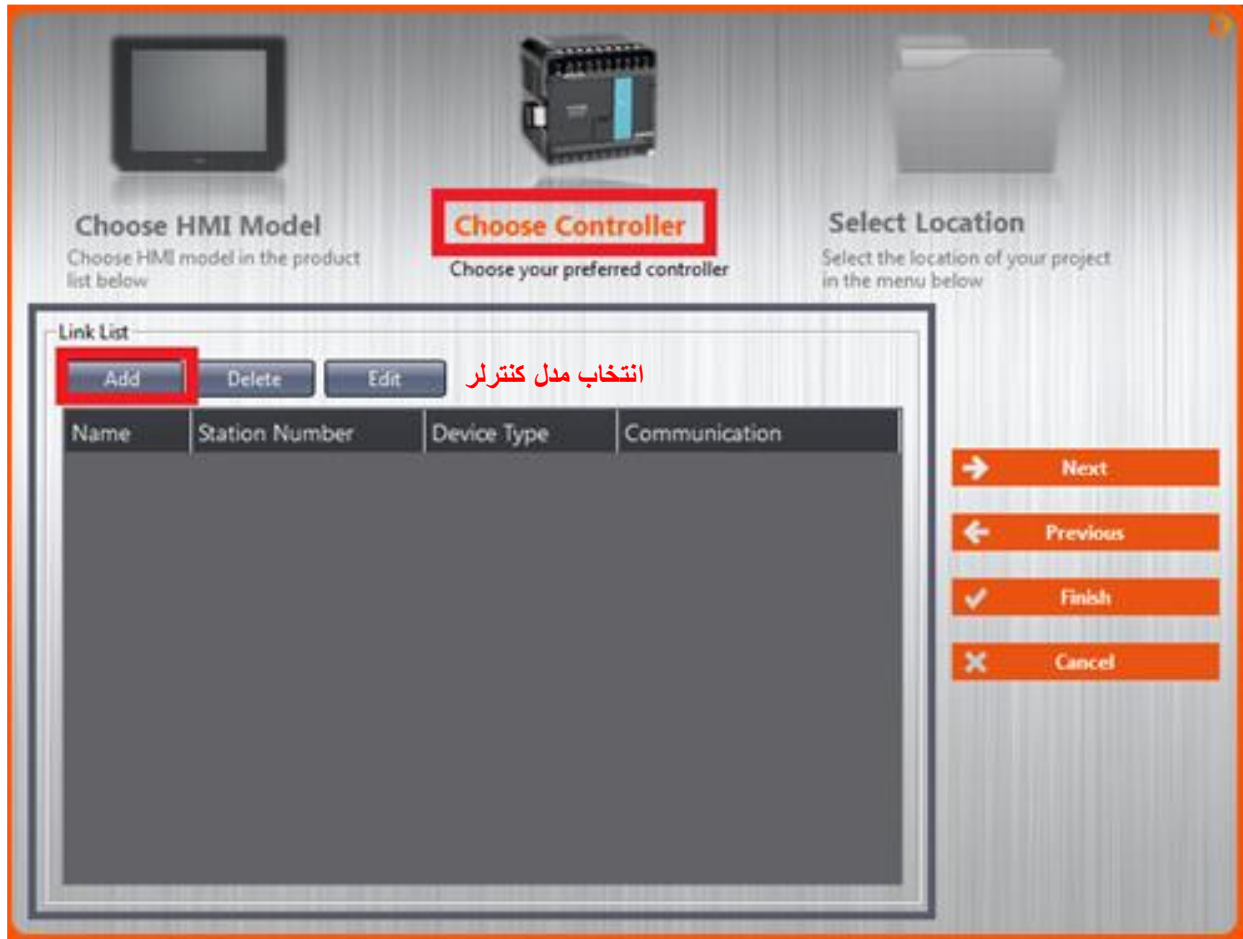 Choose HMI Model
Choose HMI model in the product
list below
Choose Controller
Choose your preferred controller
Select Location
Select the location of your project
in the menu below
Link List
Add Delete Edit انتخاب مدل کنترلر
Name Station Number Device Type Communication
Next
Previous
Finish
Cancel